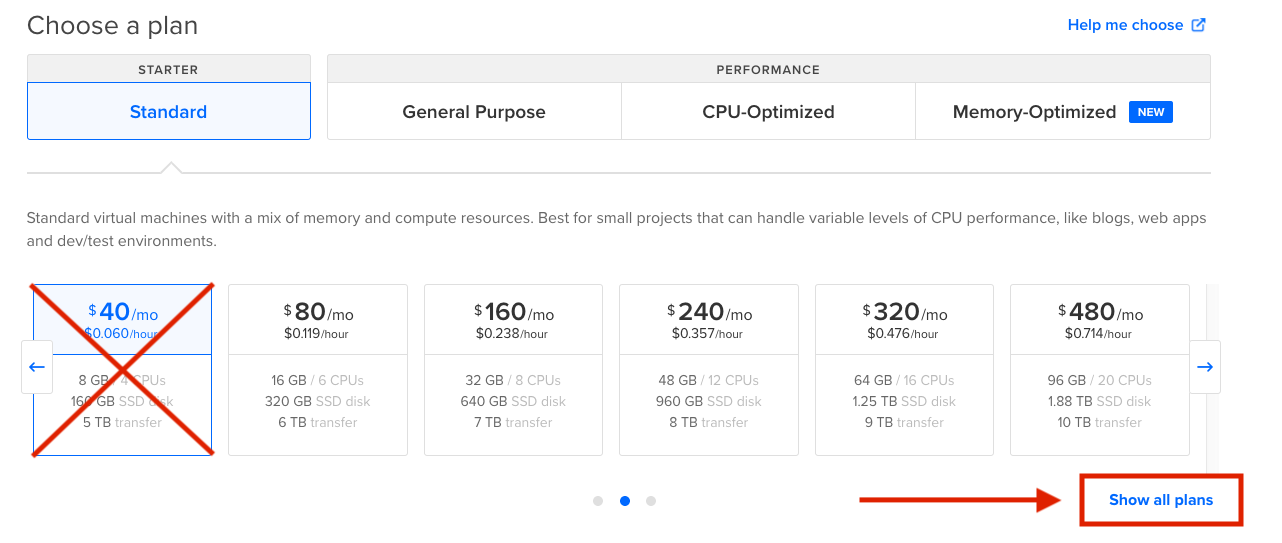 Choose a plan
Help me choose
STARTER
PERFORMANCE
Standard
General Purpose
CPU-Optimized
Memory-Optimized NEW
Standard virtual machines with a mix of memory and compute resources. Best for small projects that can handle variable levels of CPU performance, like blogs, web apps
and dev/test environments.
$40/mo
$0.060/hour
8 GB / 4 CPUs
160 GB SSD disk
5 TB transfer
$80/mo
$0.119/hour
16 GB / 6 CPUs
320 GB SSD disk
6 TB transfer
$160/mo
$0.238/hour
32 GB / 8 CPUs
640 GB SSD disk
7 TB transfer
$240/mo
$0.357/hour
48 GB / 12 CPUs
960 GB SSD disk
8 TB transfer
$320/mo
$0.476/hour
64 GB / 16 CPUs
1.25 TB SSD disk
9 TB transfer
$480/mo
$0.714/hour
96 GB / 20 CPUs
1.88 TB SSD disk
10 TB transfer
Show all plans